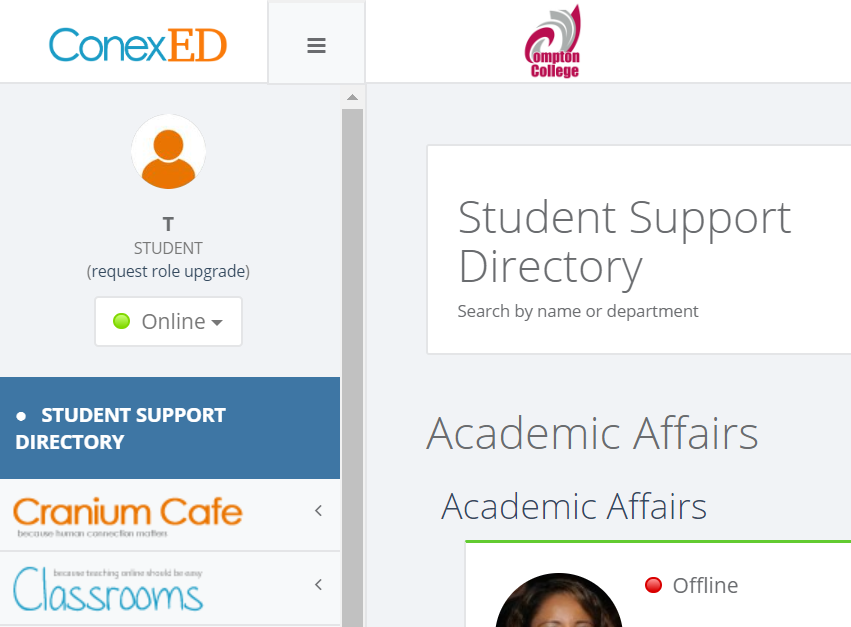 ConexED
Compton
College
T
STUDENT
(request role upgrade)
Online
STUDENT SUPPORT
DIRECTORY
Cranium Cafe
because human connection matters
because teaching online should be easy
Classrooms
Student Support
Directory
Search by name or department
Academic Affairs
Academic Affairs
Offline